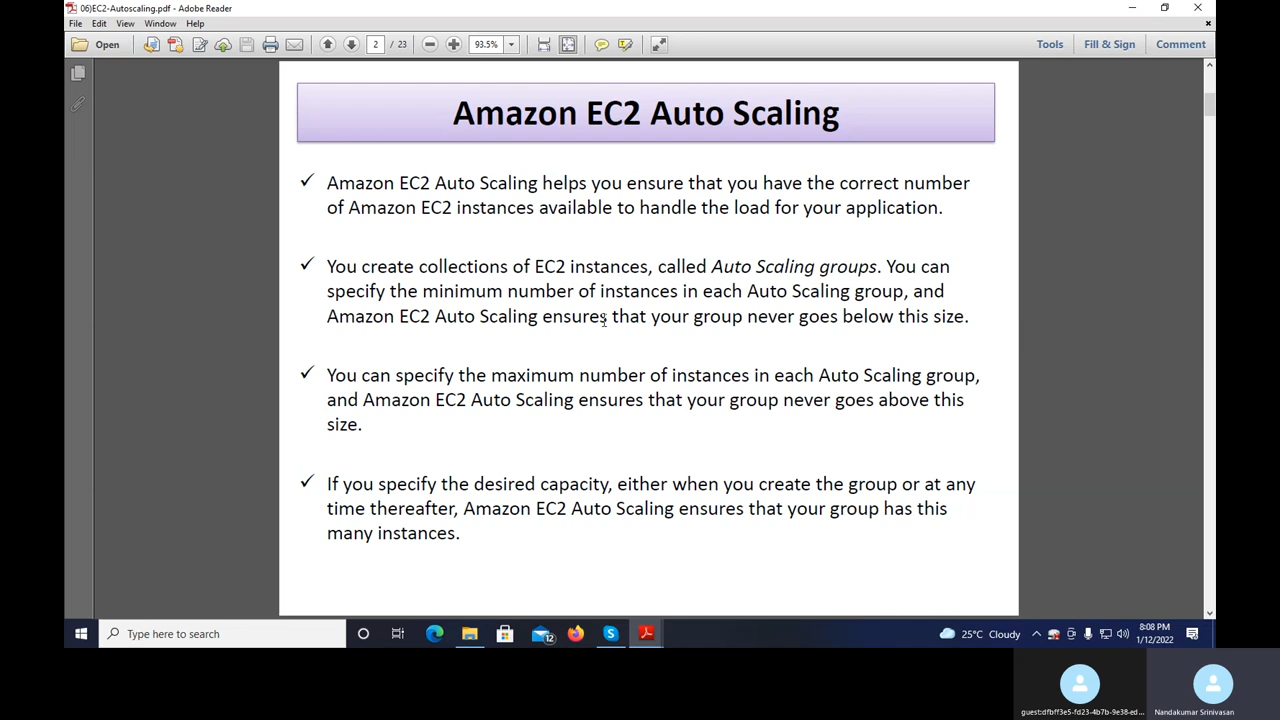 06)EC2-Autoscaling.pdf - Adobe Reader
File Edit View Window Help
Open 2 / 23 93.5% Tools Fill & Sign Comment
Amazon EC2 Auto Scaling
✓ Amazon EC2 Auto Scaling helps you ensure that you have the correct number
of Amazon EC2 instances available to handle the load for your application.
✓ You create collections of EC2 instances, called Auto Scaling groups. You can
specify the minimum number of instances in each Auto Scaling group, and
Amazon EC2 Auto Scaling ensures that your group never goes below this size.
✓ You can specify the maximum number of instances in each Auto Scaling group,
and Amazon EC2 Auto Scaling ensures that your group never goes above this
size.
✓ If you specify the desired capacity, either when you create the group or at any
time thereafter, Amazon EC2 Auto Scaling ensures that your group has this
many instances.
Type here to search 12 25°C Cloudy 8:08 PM
1/12/2022
guest:dfbff3e5-fd23-4b7b-9e38-ed... Nandakumar Srinivasan